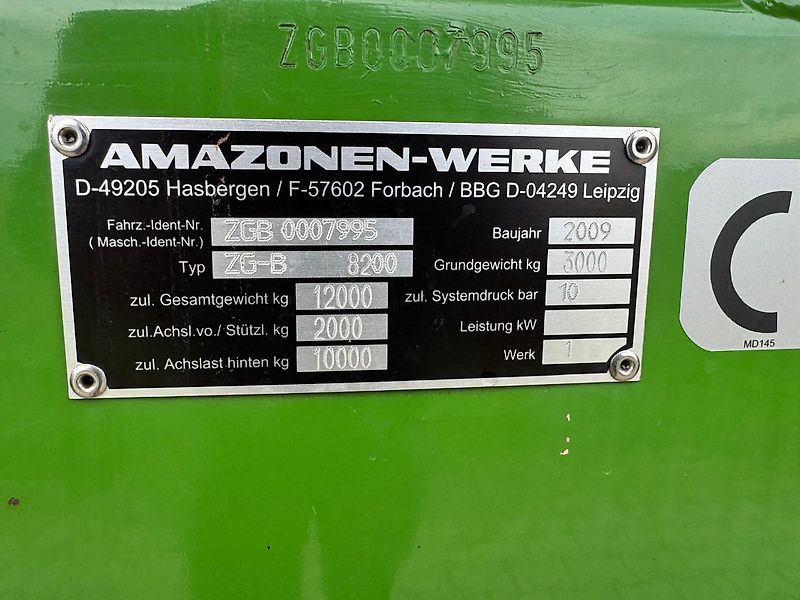 ZGB0007995
AMAZONEN-WERKE
D-49205 Hasbergen / F-57602 Forbach / BBG D-04249 Leipzig
Fahrz.-Ident-Nr. ZGB 0007995 Baujahr 2009
( Masch.-Ident-Nr.)
Typ ZG-B 8200 Grundgewicht kg 3000
zul. Gesamtgewicht kg 12000 zul. Systemdruck bar 10
zul.Achsl.vo./ Stützl. kg 2000 Leistung kW
zul. Achslast hinten kg 10000 Werk 1
MD145